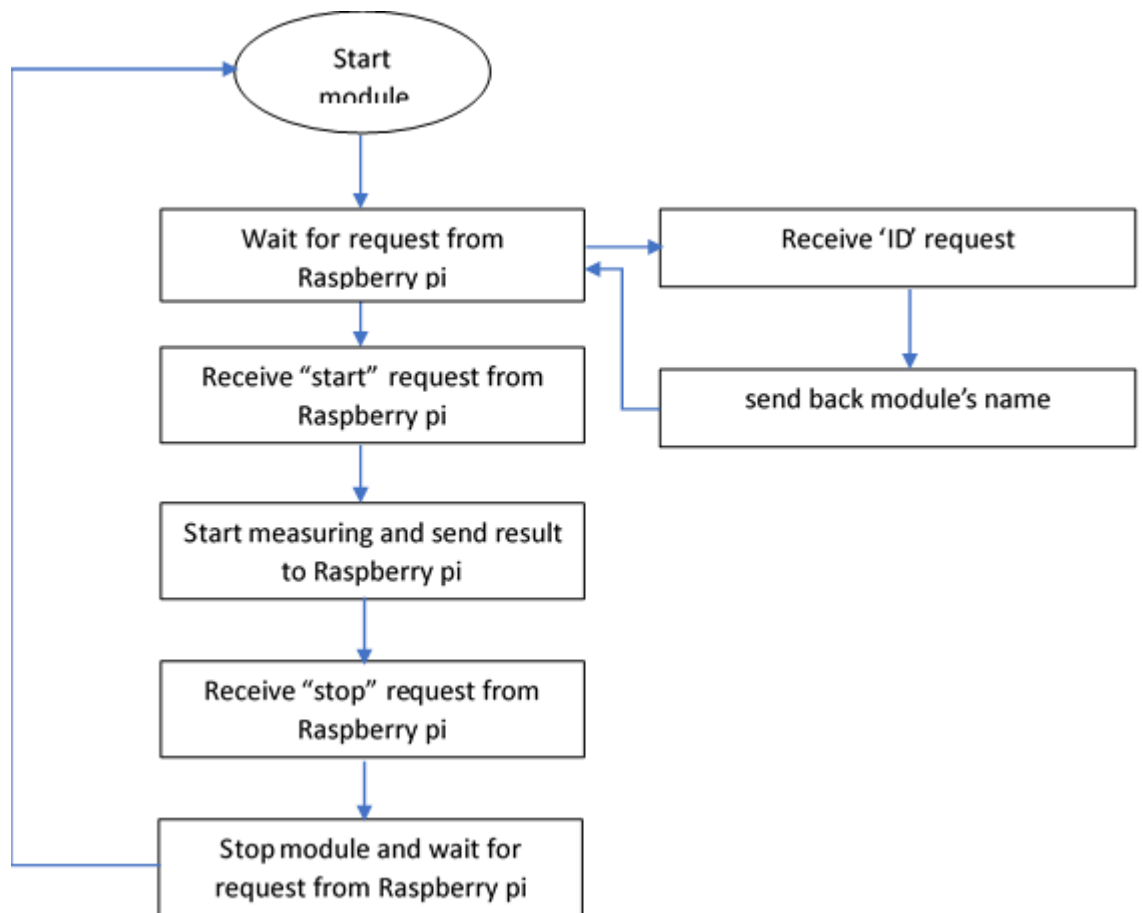 Start
module
Wait for request from
Raspberry pi
Receive ‘ID’ request
Receive “start” request from
Raspberry pi
send back module’s name
Start measuring and send result
to Raspberry pi
Receive “stop” request from
Raspberry pi
Stop module and wait for
request from Raspberry pi